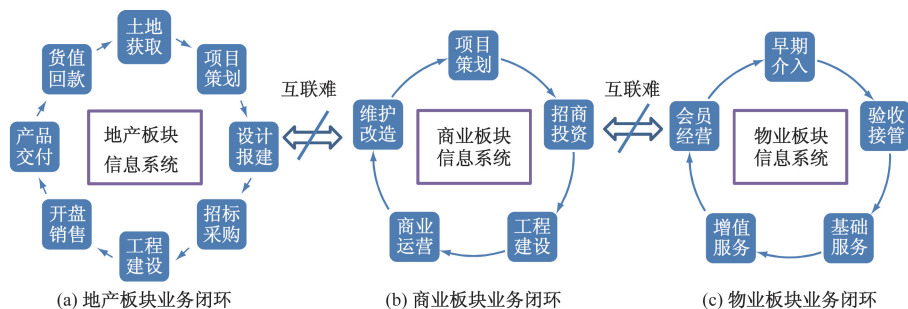 土地
获取
项目
策划
设计
报建
招标
采购
工程
建设
开盘
销售
产品
交付
货值
回款
地产板块
信息系统
(a) 地产板块业务闭环
互联难
项目
策划
招商
投资
工程
建设
商业
运营
维护
改造
商业板块
信息系统
(b) 商业板块业务闭环
互联难
早期
介入
验收
接管
基础
服务
增值
服务
会员
经营
物业板块
信息系统
(c) 物业板块业务闭环